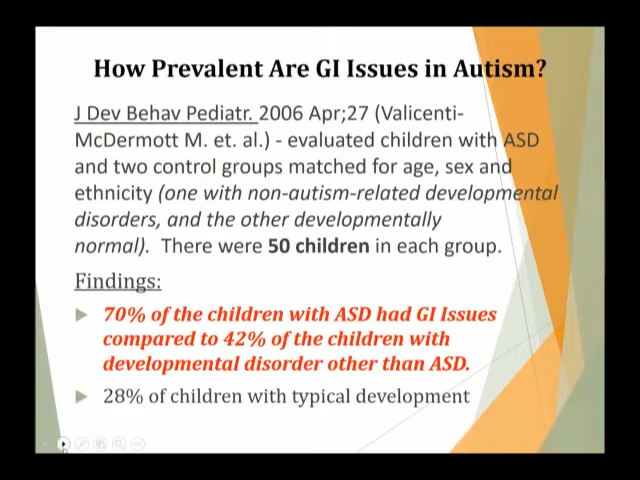 How Prevalent Are GI Issues in Autism?
J Dev Behav Pediatr. 2006 Apr;27 (Valicenti-
McDermott M. et. al.) - evaluated children with ASD
and two control groups matched for age, sex and
ethnicity (one with non-autism-related developmental
disorders, and the other developmentally
normal).  There were 50 children in each group.
Findings:
70% of the children with ASD had GI Issues
compared to 42% of the children with
developmental disorder other than ASD.
28% of children with typical development